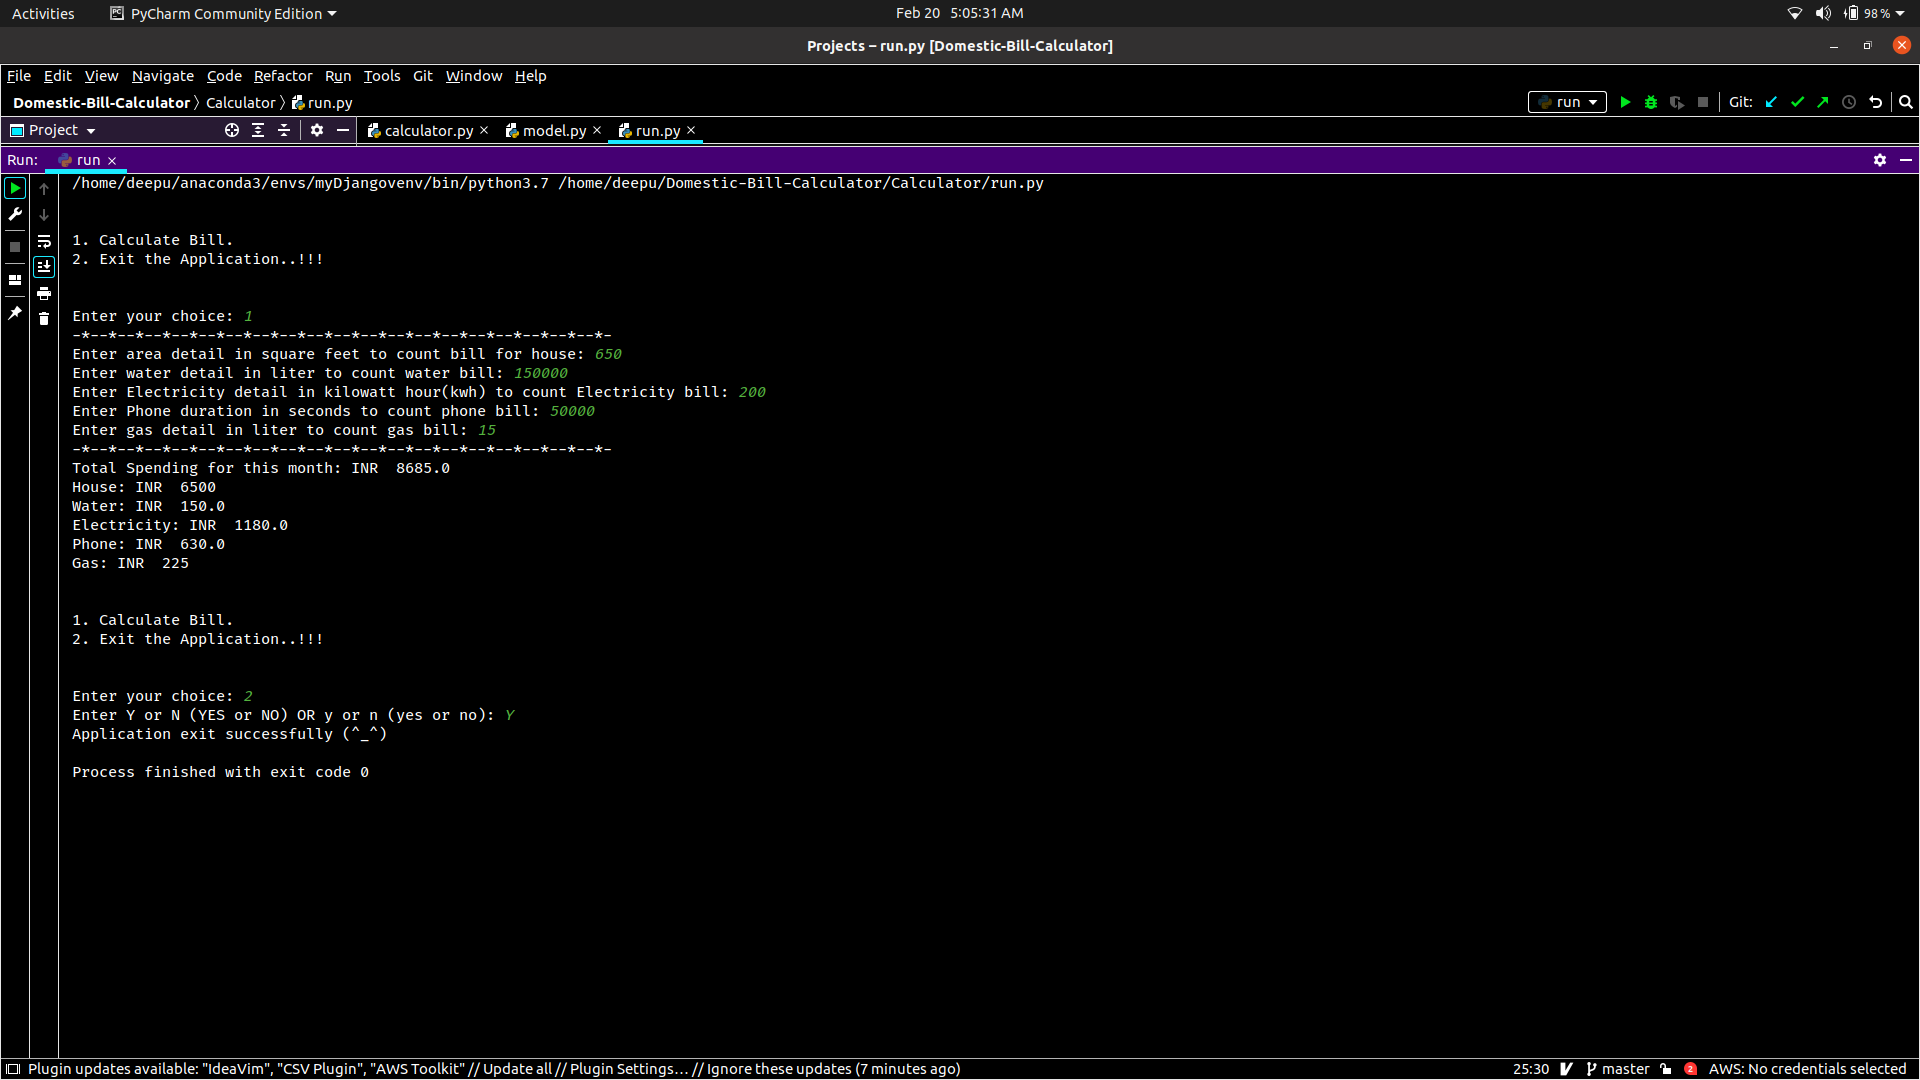 Activities PyCharm Community Edition Feb 20 5:05:31 AM 98 %
Projects – run.py [Domestic-Bill-Calculator]
File Edit View Navigate Code Refactor Run Tools Git Window Help
Domestic-Bill-Calculator Calculator run.py run Git:
Project calculator.py model.py run.py
Run: run
/home/deepu/anaconda3/envs/myDjangovenv/bin/python3.7 /home/deepu/Domestic-Bill-Calculator/Calculator/run.py
1. Calculate Bill.
2. Exit the Application..!!!
Enter your choice: 1
-*--*--*--*--*--*--*--*--*--*--*--*--*--*--*--*--*--*--*--*-
Enter area detail in square feet to count bill for house: 650
Enter water detail in liter to count water bill: 150000
Enter Electricity detail in kilowatt hour(kwh) to count Electricity bill: 200
Enter Phone duration in seconds to count phone bill: 50000
Enter gas detail in liter to count gas bill: 15
-*--*--*--*--*--*--*--*--*--*--*--*--*--*--*--*--*--*--*--*-
Total Spending for this month: INR  8685.0
House: INR  6500
Water: INR  150.0
Electricity: INR  1180.0
Phone: INR  630.0
Gas: INR  225
1. Calculate Bill.
2. Exit the Application..!!!
Enter your choice: 2
Enter Y or N (YES or NO) OR y or n (yes or no): Y
Application exit successfully (^_^)
Process finished with exit code 0
Plugin updates available: "IdeaVim", "CSV Plugin", "AWS Toolkit" // Update all // Plugin Settings... // Ignore these updates (7 minutes ago) 25:30 master 2 AWS: No credentials selected